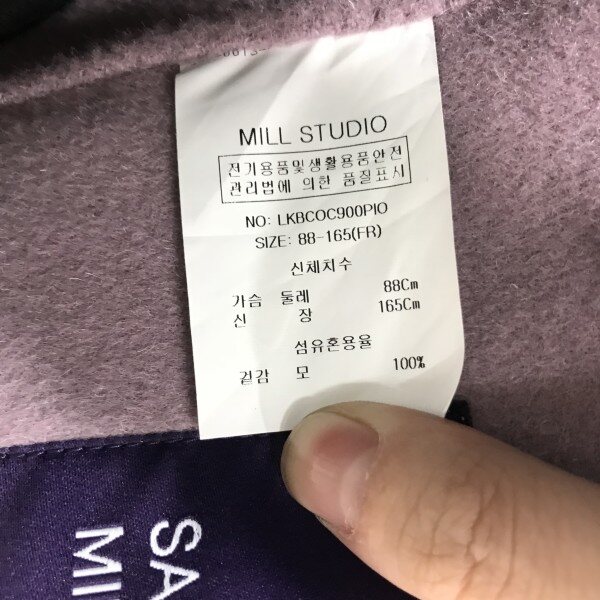 MILL STUDIO
전기용품및생활용품안전
관리법에 의한 품질표시
NO: LKBCOC900PIO
SIZE: 88-165(FR)
신체치수
가슴 둘레 88Cm
신 장 165Cm
섬유혼용율
겉감 모 100%
SA
MI